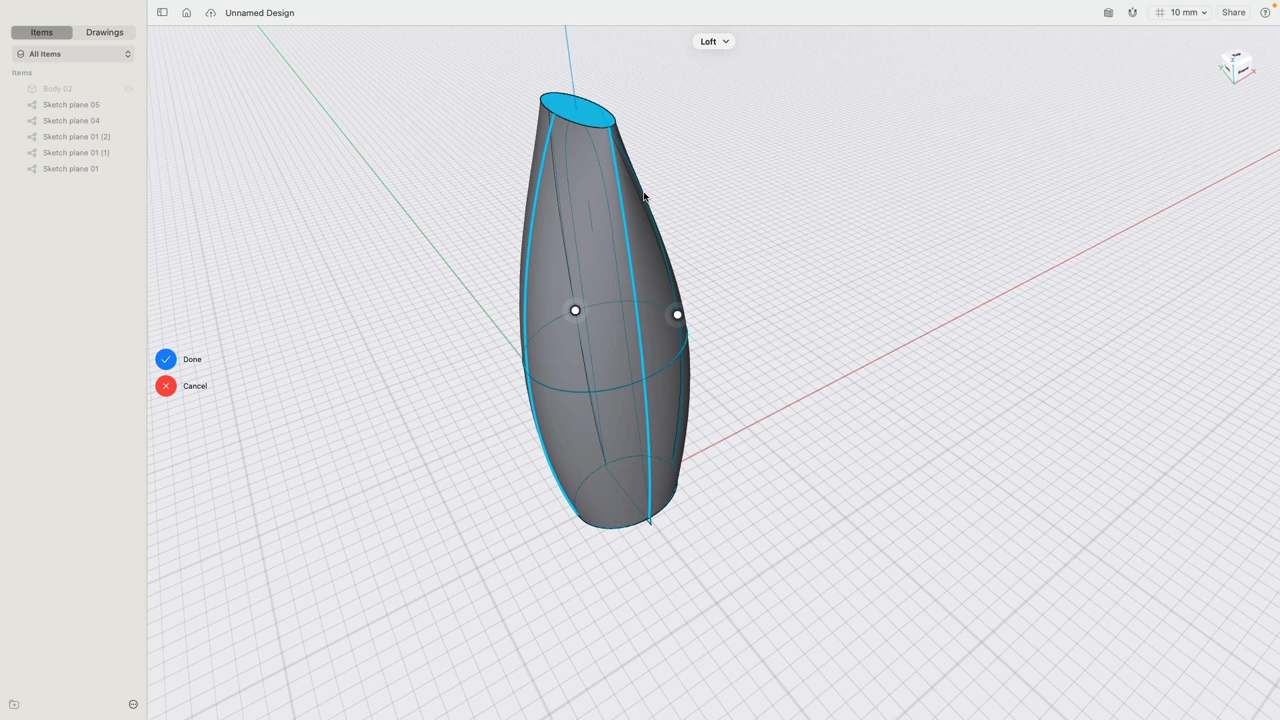 Unnamed Design
10 mm
Share
Items
Drawings
Loft
All Items
Items
Body 02
Sketch plane 05
Sketch plane 04
Sketch plane 01 (2)
Sketch plane 01 (1)
Sketch plane 01
Done
Cancel